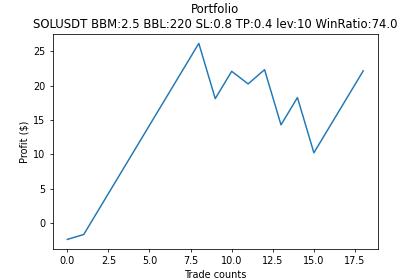 Portfolio
SOLUSDT BBM:2.5 BBL:220 SL:0.8 TP:0.4 lev:10 WinRatio:74.0
25
20
15
10
5
0
Profit ($)
0.0 2.5 5.0 7.5 10.0 12.5 15.0 17.5
Trade counts